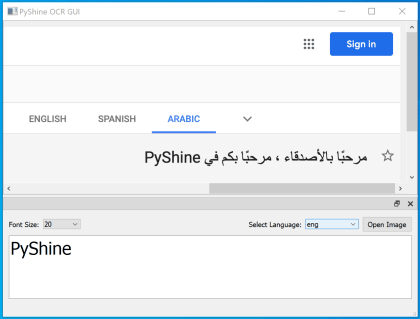 PyShine OCR GUI
Sign in
ENGLISH SPANISH ARABIC
مرحبًا بالأصدقاء ، مرحبًا بكم في PyShine
Font Size: 20 Select Language: eng Open Image
PyShine